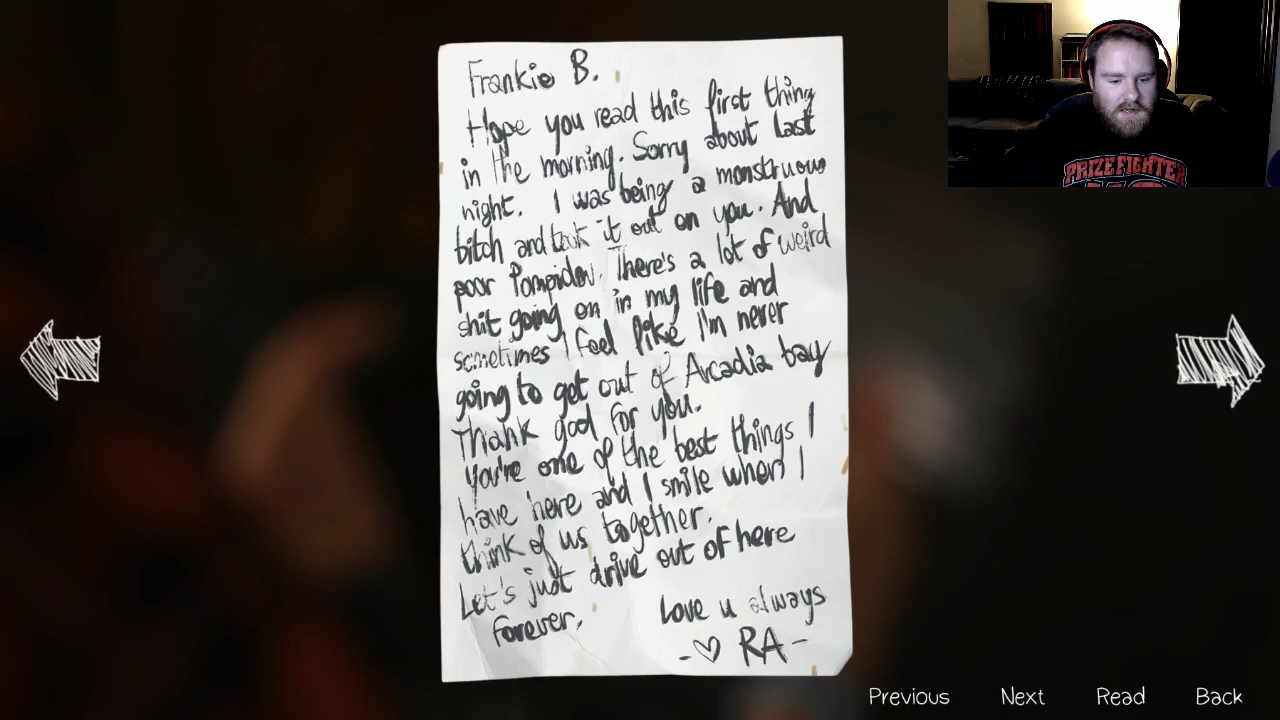 Frankie B.
Hope you read this first thing
in the morning. Sorry about last
night. I was being a monstruous
bitch and took it out on you. And
poor Pompidou. There's a lot of weird
shit going on in my life and
sometimes I feel like I'm never
going to get out of Arcadia bay
Thank god for you.
You're one of the best things I
have here and I smile when I
think of us together.
Let's just drive out of here
forever.
Love u always
-♡ RA-
PRIZEFIGHTER
Previous Next Read Back